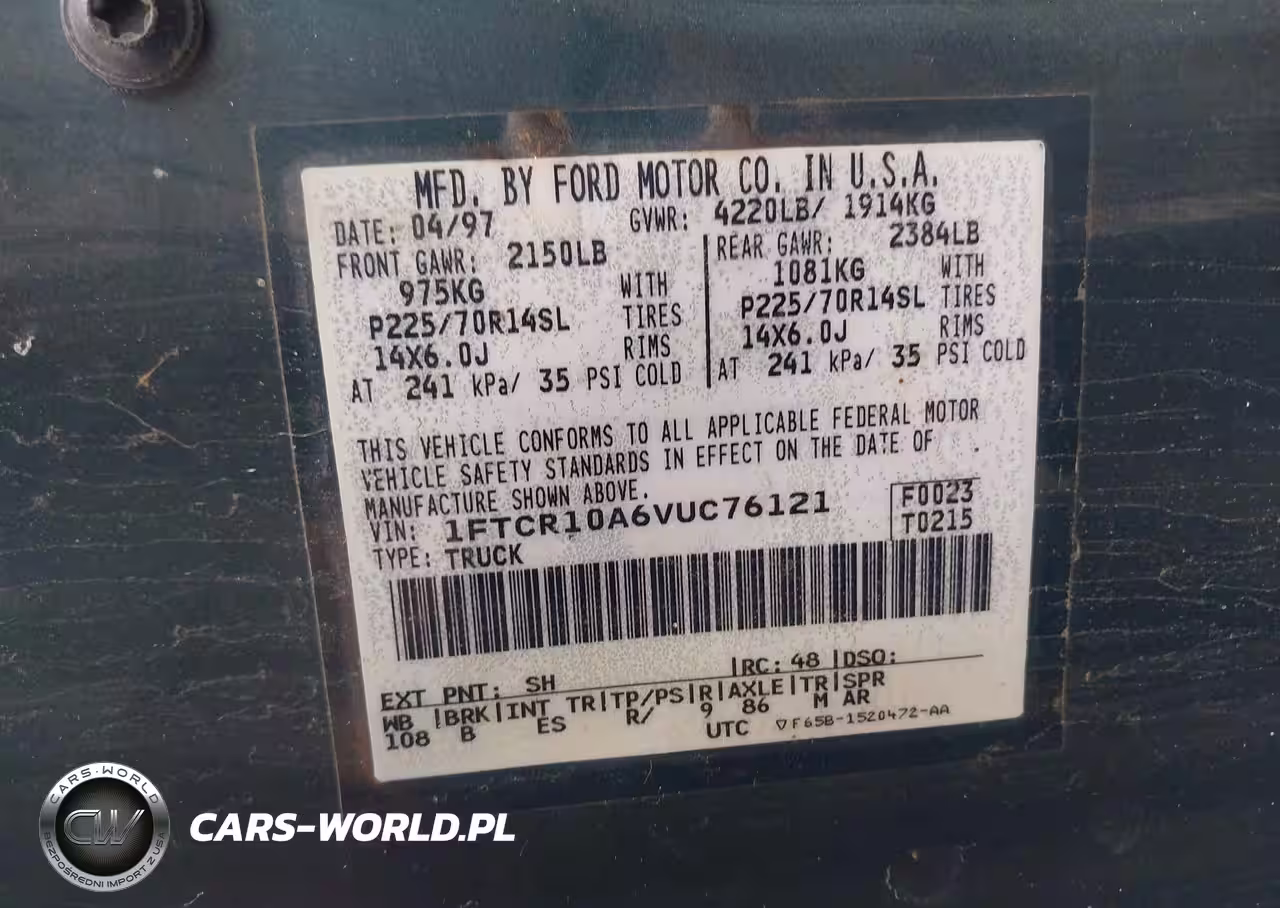 MFD. BY FORD MOTOR CO. IN U.S.A.
DATE: 04/97 GVWR: 4220LB/ 1914KG
FRONT GAWR: 2150LB REAR GAWR: 2384LB
975KG WITH 1081KG WITH
P225/70R14SL TIRES P225/70R14SL TIRES
14X6.0J RIMS 14X6.0J RIMS
AT 241 kPa/ 35 PSI COLD AT 241 kPa/ 35 PSI COLD
THIS VEHICLE CONFORMS TO ALL APPLICABLE FEDERAL MOTOR
VEHICLE SAFETY STANDARDS IN EFFECT ON THE DATE OF
MANUFACTURE SHOWN ABOVE.
VIN: 1FTCR10A6VUC76121 F0023
TYPE: TRUCK T0215
EXT PNT: SH RC: 48 DSO:
WB BRK INT TR TP/PS R AXLE TR SPR
108 B ES R/ 9 86 M AR
UTC ▽F65B-1520472-AA
CARS-WORLD
CW
BEZPOŚREDNI IMPORT Z USA
CARS-WORLD.PL